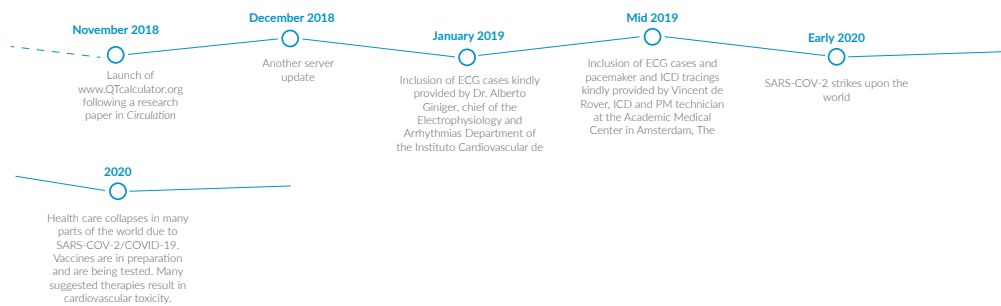 November 2018
Launch of
www.QTcalculator.org
following a research
paper in Circulation
December 2018
Another server
update
January 2019
Inclusion of ECG cases kindly
provided by Dr. Alberto
Giniger, chief of the
Electrophysiology and
Arrhythmias Department of
the Instituto Cardiovascular de
Mid 2019
Inclusion of ECG cases and
pacemaker and ICD tracings
kindly provided by Vincent de
Rover, ICD and PM technician
at the Academic Medical
Center in Amsterdam, The
Early 2020
SARS-COV-2 strikes upon the
world
2020
Health care collapses in many
parts of the world due to
SARS-COV-2/COVID-19.
Vaccines are in preparation
and are being tested. Many
suggested therapies result in
cardiovascular toxicity.